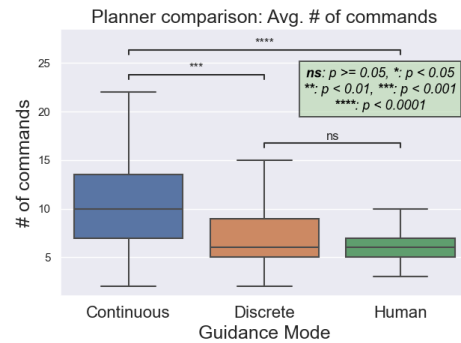 Planner comparison: Avg. # of commands
****
***
ns: p >= 0.05, *: p < 0.05
**: p < 0.01, ***: p < 0.001
****: p < 0.0001
ns
25
20
15
10
5
# of commands
Continuous Discrete Human
Guidance Mode